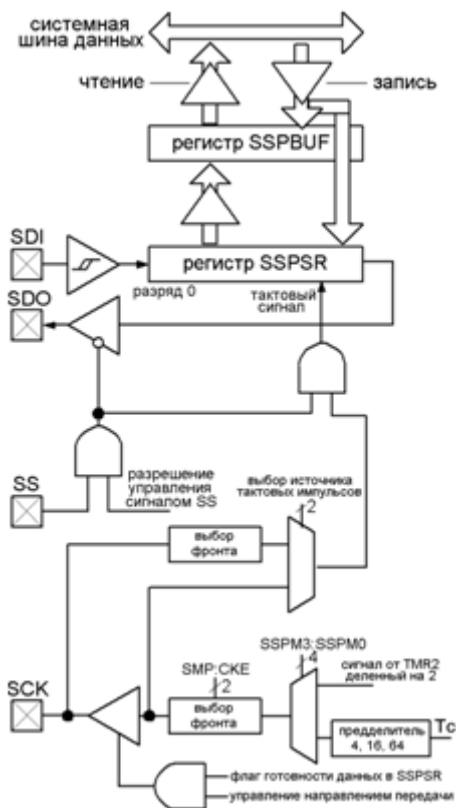 системная
шина данных
чтение
запись
регистр SSPBUF
SDI
регистр SSPSR
разряд 0
тактовый
сигнал
SDO
SS
разрешение
управления
сигналом SS
выбор источника
тактовых импульсов
2
выбор
фронта
SSPM3:SSPM0
4
сигнал от TMR2
деленный на 2
SMP:CKE
2
SCK
выбор
фронта
предделитель
4, 16, 64
Tc
флаг готовности данных в SSPSR
управление направлением передачи